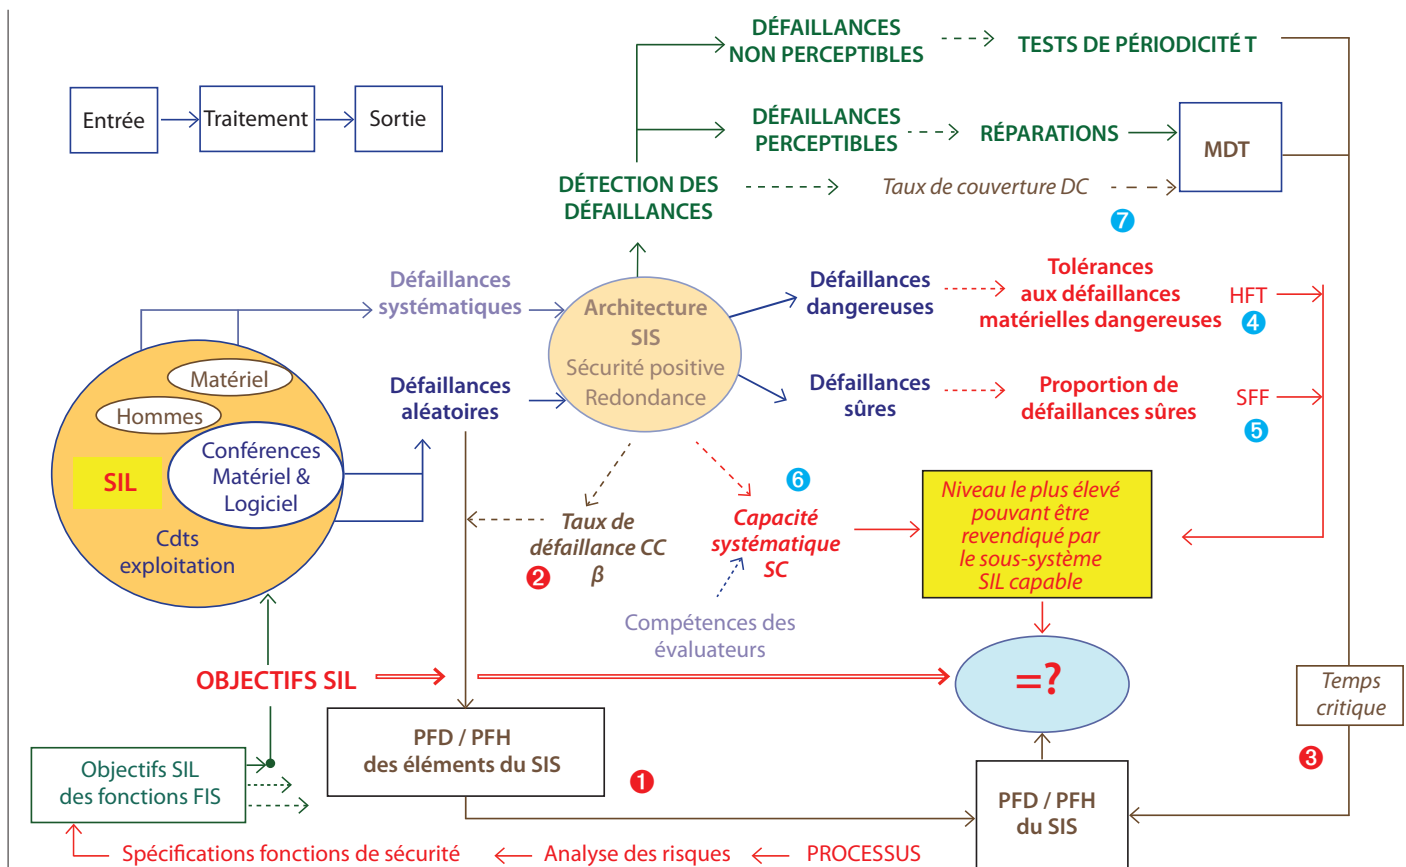 DÉFAILLANCES
NON PERCEPTIBLES
TESTS DE PÉRIODICITÉ T
Entrée
Traitement
Sortie
DÉFAILLANCES
PERCEPTIBLES
RÉPARATIONS
MDT
DÉTECTION DES
DÉFAILLANCES
Taux de couverture DC
7
Défaillances
systématiques
Architecture
SIS
Sécurité positive
Redondance
Défaillances
dangereuses
Tolérances
aux défaillances
matérielles dangereuses
HFT
4
Matériel
Hommes
Conférences
Matériel &
Logiciel
SIL
Cdts
exploitation
Défaillances
aléatoires
Défaillances
sûres
Proportion de
défaillances sûres
SFF
5
6
Taux de
défaillance CC
β
2
Capacité
systématique
SC
Niveau le plus élevé
pouvant être
revendiqué par
le sous-système
SIL capable
Compétences des
évaluateurs
OBJECTIFS SIL
=?
Temps
critique
3
PFD / PFH
des éléments du SIS
1
Objectifs SIL
des fonctions FIS
PFD / PFH
du SIS
Spécifications fonctions de sécurité
Analyse des risques
PROCESSUS